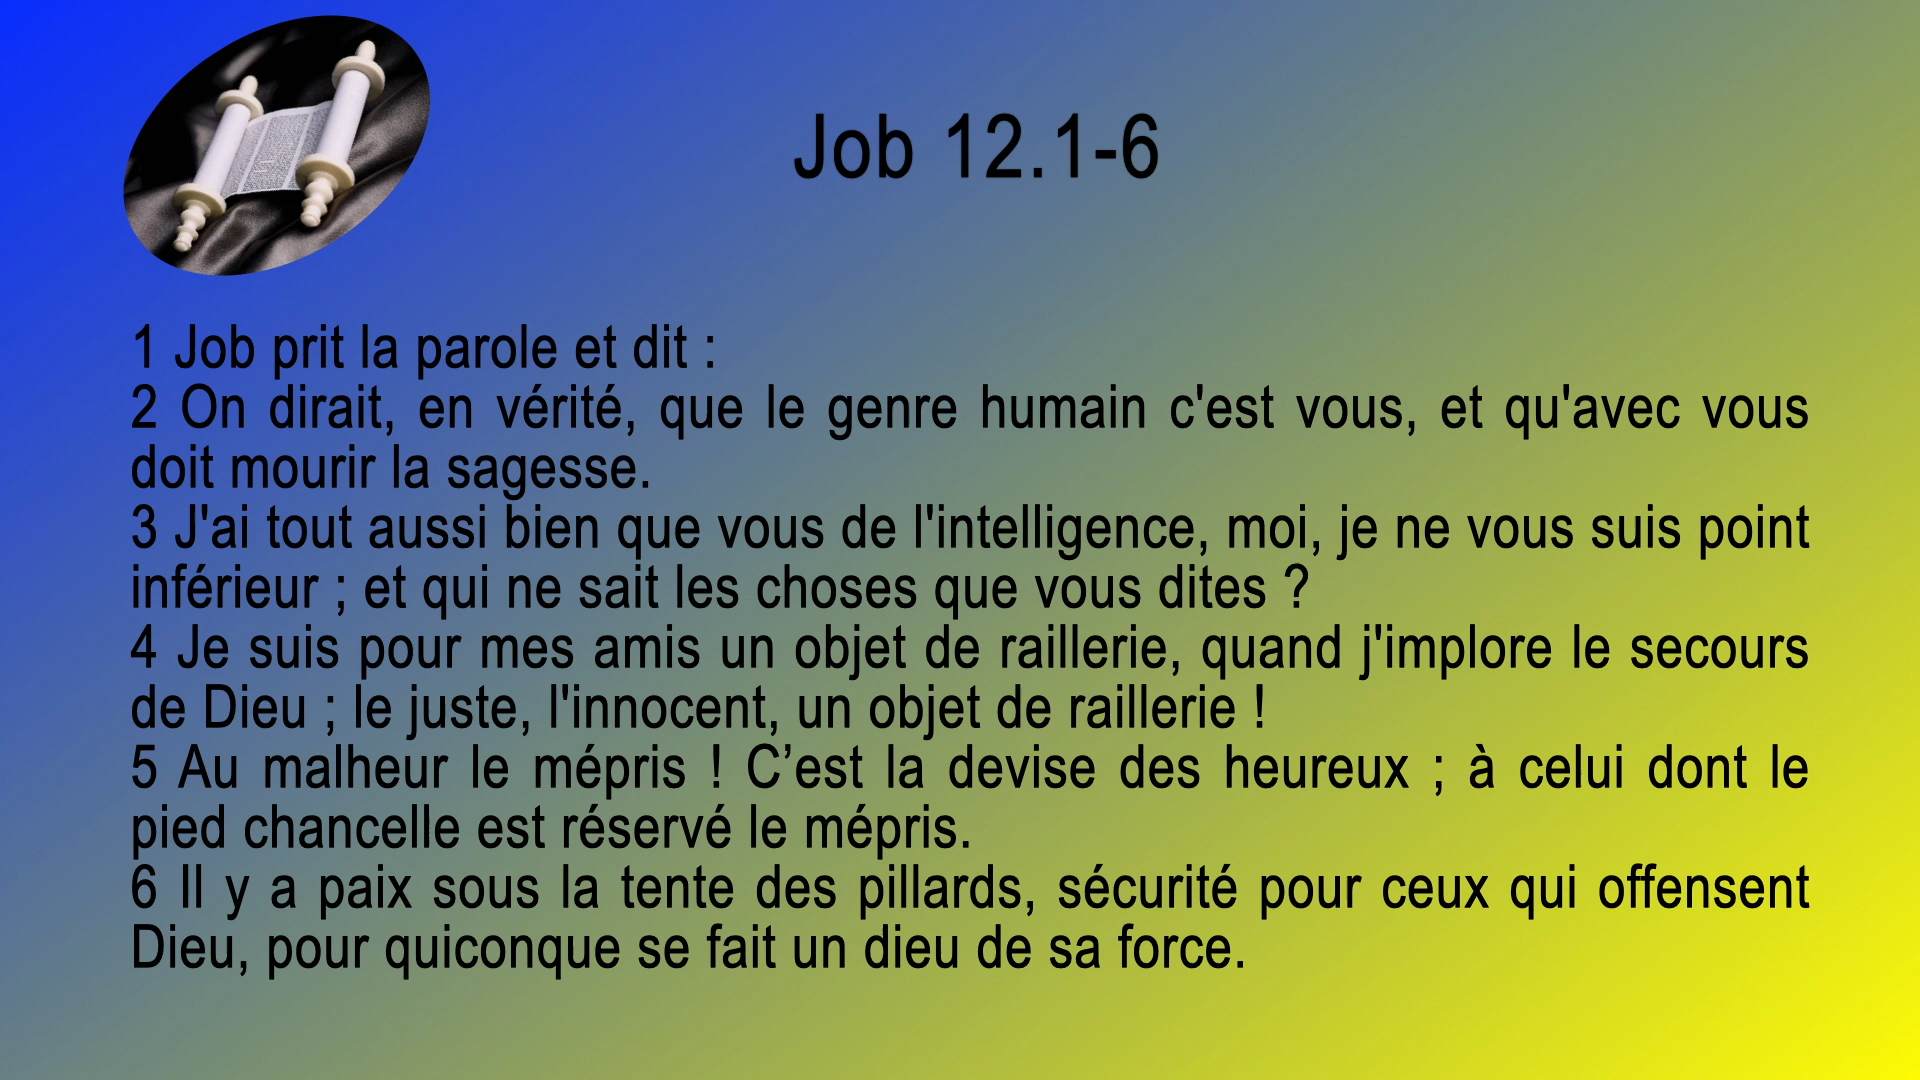 Job 12.1-6
1 Job prit la parole et dit :
2 On dirait, en vérité, que le genre humain c'est vous, et qu'avec vous
doit mourir la sagesse.
3 J'ai tout aussi bien que vous de l'intelligence, moi, je ne vous suis point
inférieur ; et qui ne sait les choses que vous dites ?
4 Je suis pour mes amis un objet de raillerie, quand j'implore le secours
de Dieu ; le juste, l'innocent, un objet de raillerie !
5 Au malheur le mépris ! C’est la devise des heureux ; à celui dont le
pied chancelle est réservé le mépris.
6 Il y a paix sous la tente des pillards, sécurité pour ceux qui offensent
Dieu, pour quiconque se fait un dieu de sa force.